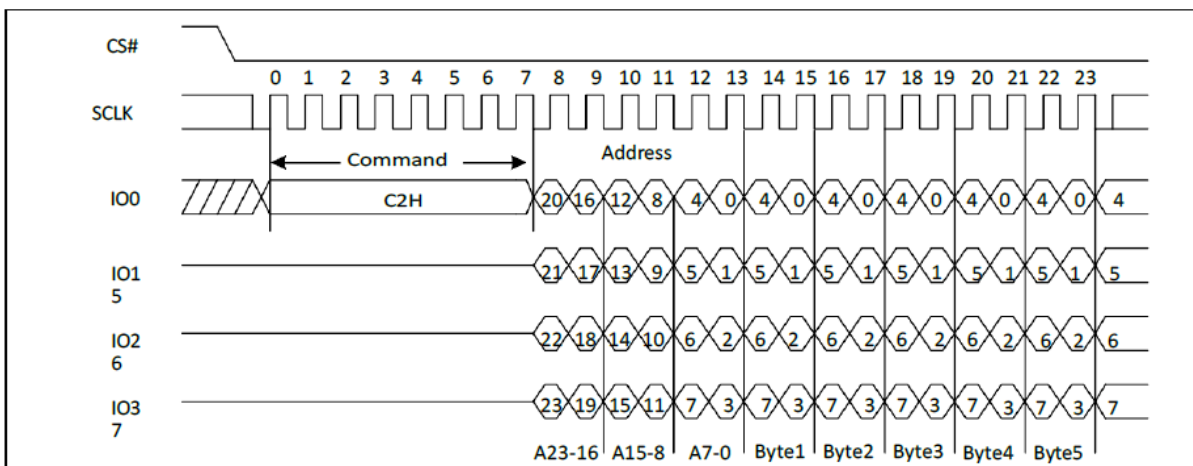 CS#
0 1 2 3 4 5 6 7 8 9 10 11 12 13 14 15 16 17 18 19 20 21 22 23
SCLK
Command Address
IO0 C2H 20 16 12 8 4 0 4 0 4 0 4 0 4 0 4 0 4
IO1 21 17 13 9 5 1 5 1 5 1 5 1 5 1 5 1 5
5
IO2 22 18 14 10 6 2 6 2 6 2 6 2 6 2 6 2 6
6
IO3 23 19 15 11 7 3 7 3 7 3 7 3 7 3 7 3 7
7
A23-16 A15-8 A7-0 Byte1 Byte2 Byte3 Byte4 Byte5